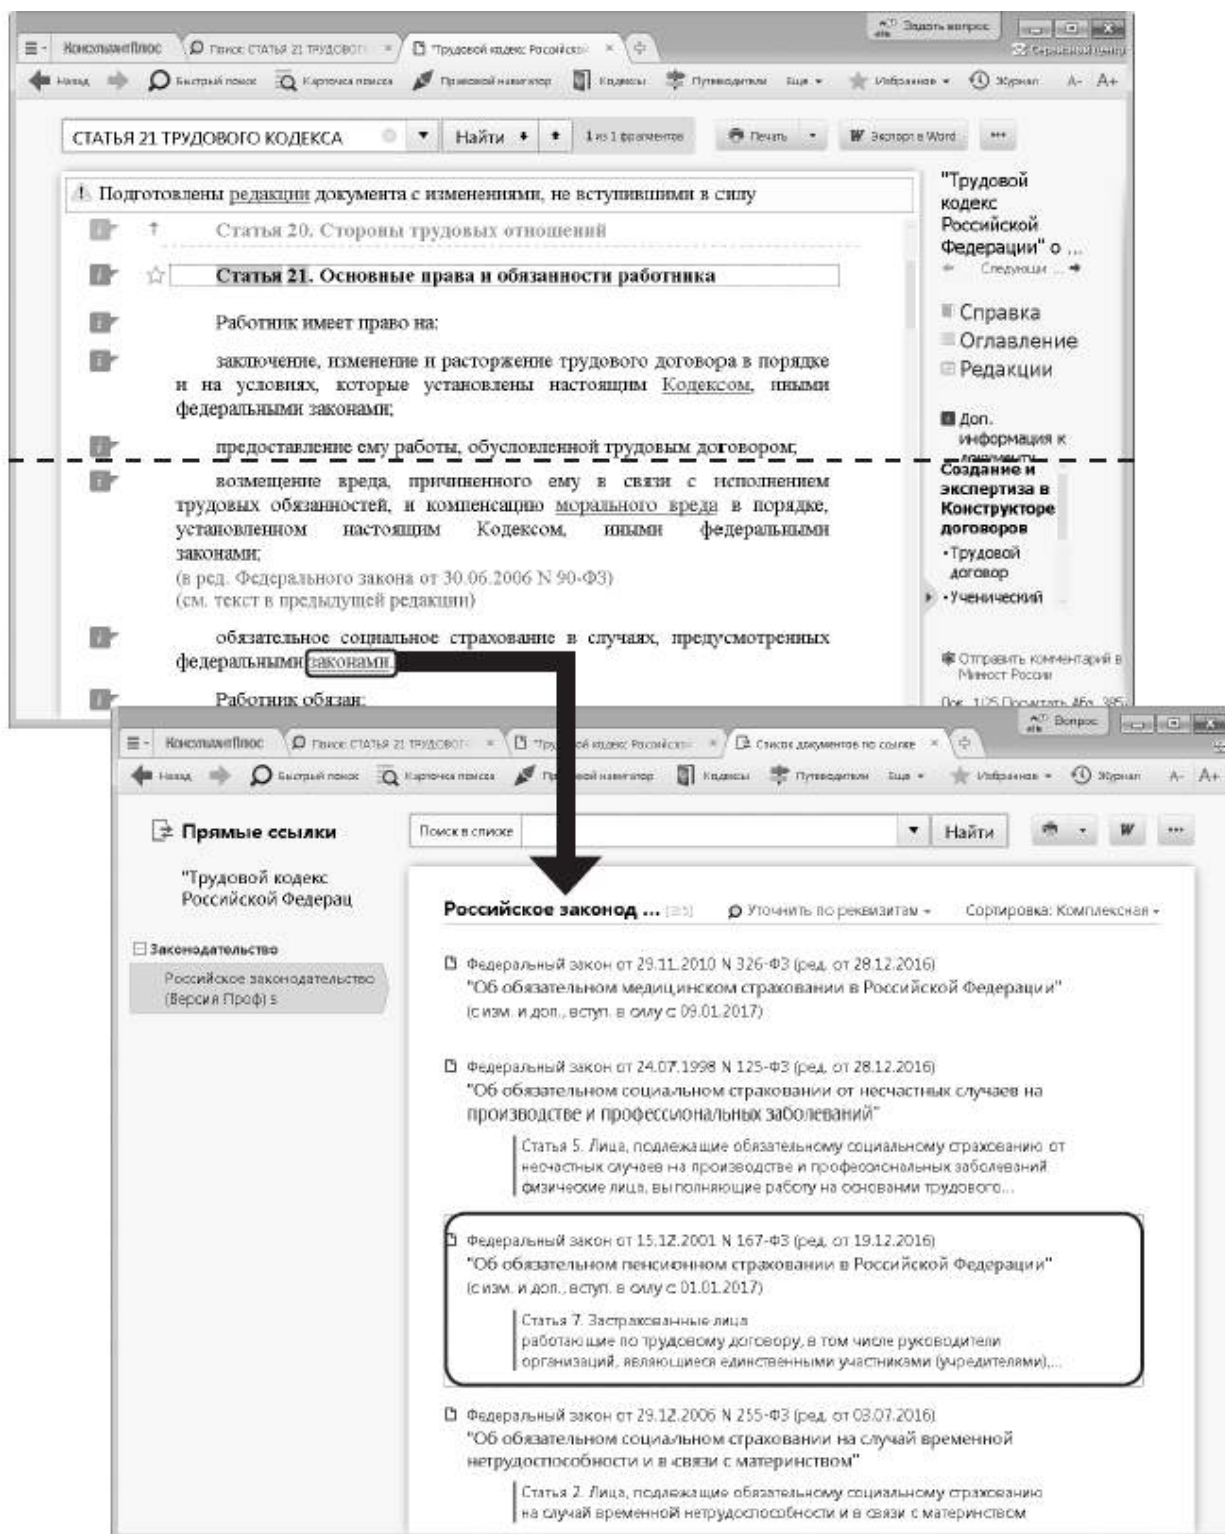 Задать вопрос
КонсультантПлюс
Поиск: СТАТЬЯ 21 ТРУДОВОГ
"Трудовой кодекс Российско
Сервисный центр
Назад
Быстрый поиск
Карточка поиска
Правовой навигатор
Кодексы
Путеводители
Еще
Избранное
Журнал
А-
А+
СТАТЬЯ 21 ТРУДОВОГО КОДЕКСА
Найти
1 из 1 фрагментов
Печать
Экспорт в Word
Подготовлены редакции документа с изменениями, не вступившими в силу
Статья 20. Стороны трудовых отношений
Статья 21. Основные права и обязанности работника
Работник имеет право на:
заключение, изменение и расторжение трудового договора в порядке
и на условиях, которые установлены настоящим Кодексом, иными
федеральными законами;
предоставление ему работы, обусловленной трудовым договором;
возмещение вреда, причиненного ему в связи с исполнением
трудовых обязанностей, и компенсацию морального вреда в порядке,
установленном настоящим Кодексом, иными федеральными
законами;
(в ред. Федерального закона от 30.06.2006 N 90-ФЗ)
(см. текст в предыдущей редакции)
обязательное социальное страхование в случаях, предусмотренных
федеральными законами.
Работник обязан:
"Трудовой
кодекс
Российской
Федерации" о ...
Следующи ...
Справка
Оглавление
Редакции
Доп.
информация к
документу
Создание и
экспертиза в
Конструкторе
договоров
• Трудовой
договор
• Ученический
Отправить комментарий в
Минюст России
Вопрос
КонсультантПлюс
Поиск: СТАТЬЯ 21 ТРУДОВОГ
"Трудовой кодекс Российско
Список документов по ссылке
Назад
Быстрый поиск
Карточка поиска
Правовой навигатор
Кодексы
Путеводители
Еще
Избранное
Журнал
А-
А+
Прямые ссылки
"Трудовой кодекс
Российской Федерац
Законодательство
Российское законодательство
(Версия Проф) 5
Поиск в списке
Найти
Российское законод ...
Уточнить по реквизитам
Сортировка: Комплексная
Федеральный закон от 29.11.2010 N 326-ФЗ (ред. от 28.12.2016)
"Об обязательном медицинском страховании в Российской Федерации"
(с изм. и доп., вступ. в силу с 09.01.2017)
Федеральный закон от 24.07.1998 N 125-ФЗ (ред. от 28.12.2016)
"Об обязательном социальном страховании от несчастных случаев на
производстве и профессиональных заболеваний"
Статья 5. Лица, подлежащие обязательному социальному страхованию от
несчастных случаев на производстве и профессиональных заболеваний
физические лица, выполняющие работу на основании трудового...
Федеральный закон от 15.12.2001 N 167-ФЗ (ред. от 19.12.2016)
"Об обязательном пенсионном страховании в Российской Федерации"
(с изм. и доп., вступ. в силу с 01.01.2017)
Статья 7. Застрахованные лица
работающие по трудовому договору, в том числе руководители
организаций, являющиеся единственными участниками (учредителями),...
Федеральный закон от 29.12.2006 N 255-ФЗ (ред. от 03.07.2016)
"Об обязательном социальном страховании на случай временной
нетрудоспособности и в связи с материнством"
Статья 2. Лица, подлежащие обязательному социальному страхованию
на случай временной нетрудоспособности и в связи с материнством